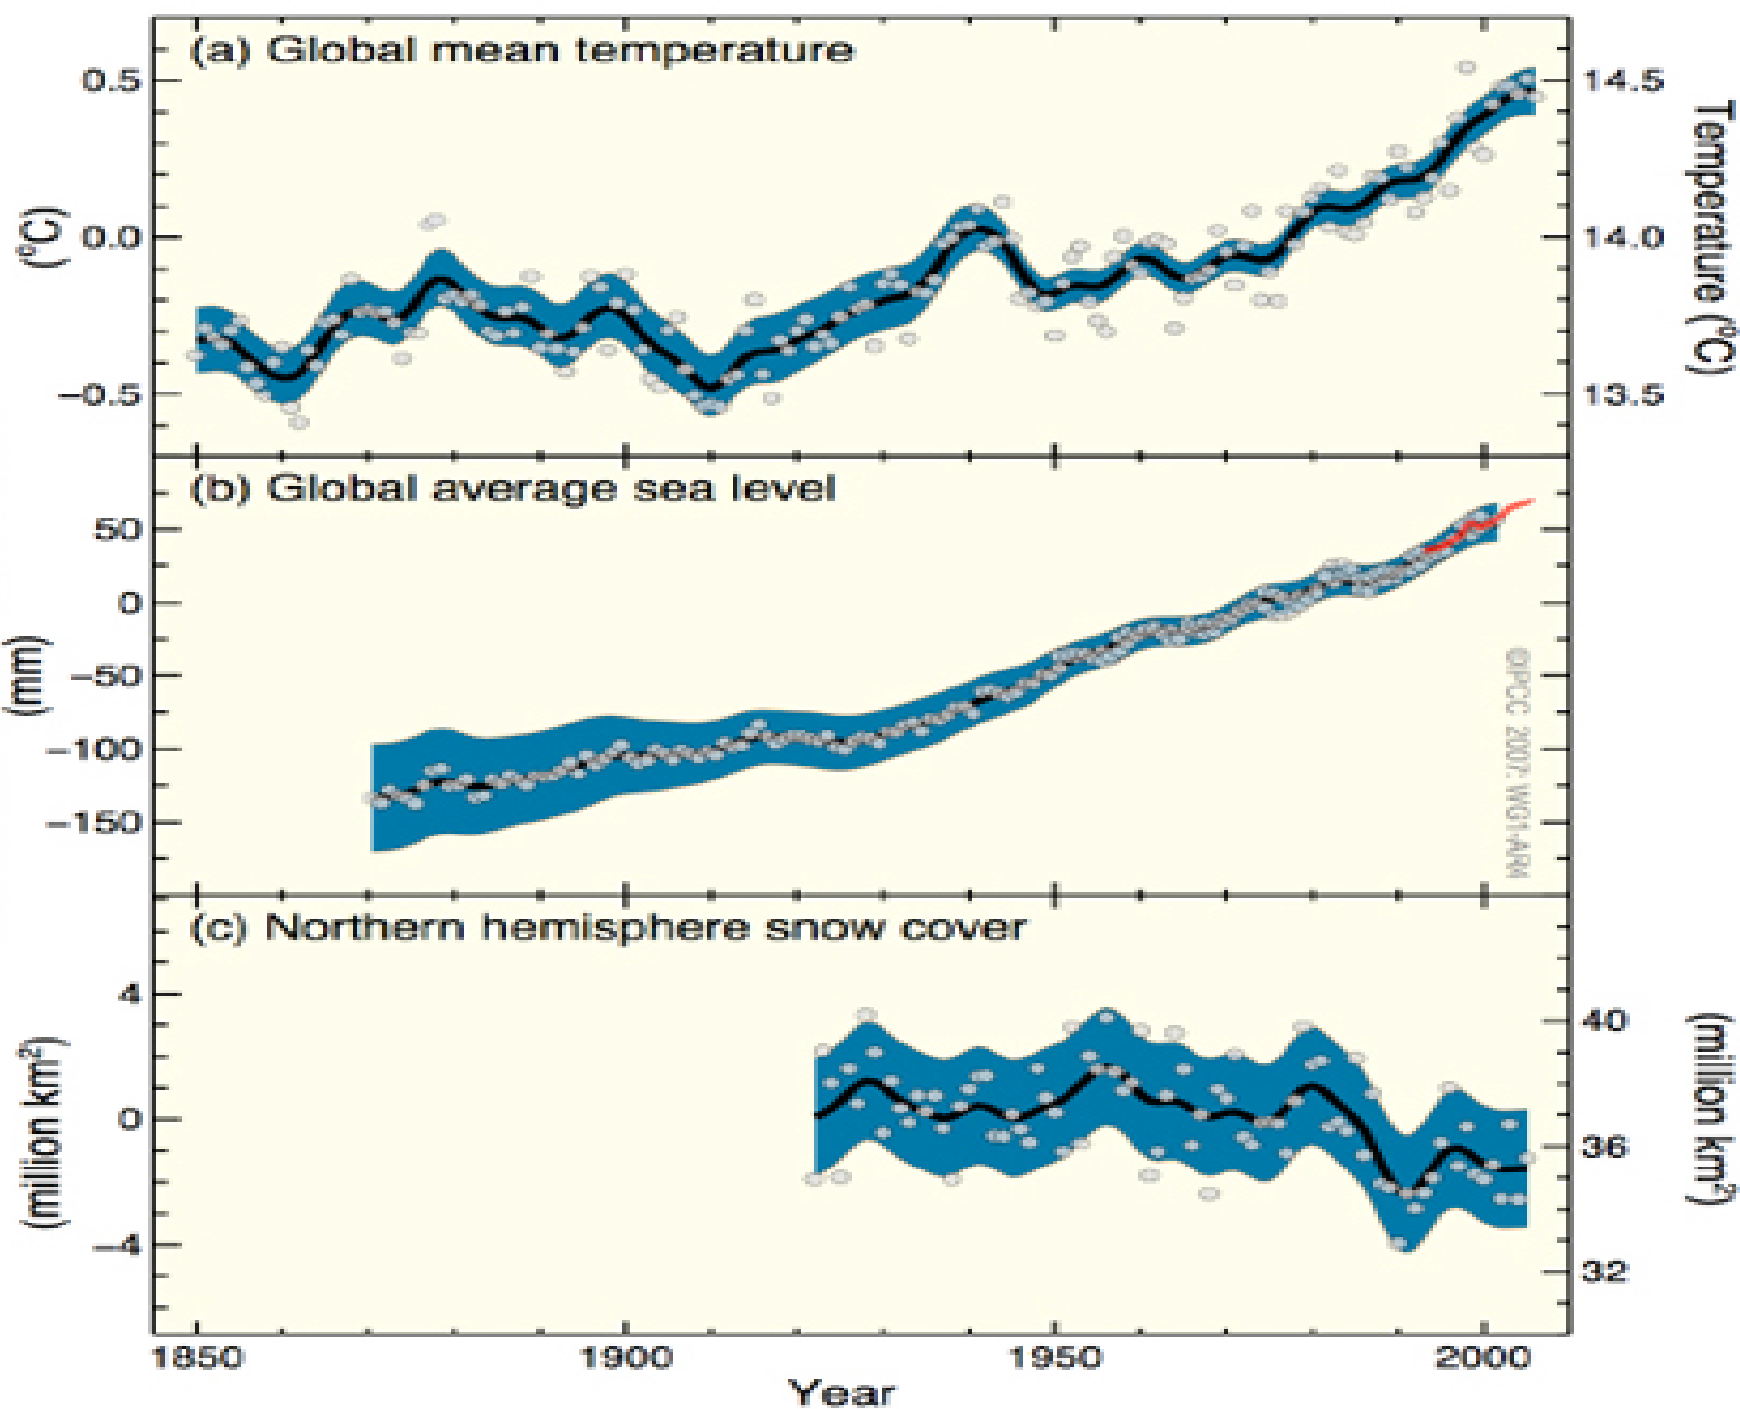 (a) Global mean temperature
0.5
0.0
−0.5
(°C)
14.5
14.0
13.5
Temperature (°C)
(b) Global average sea level
50
0
−50
−100
−150
(mm)
©IPCC 2007: WG1-AR4
(c) Northern hemisphere snow cover
4
0
−4
(million km²)
40
36
32
(million km²)
1850 1900 1950 2000
Year